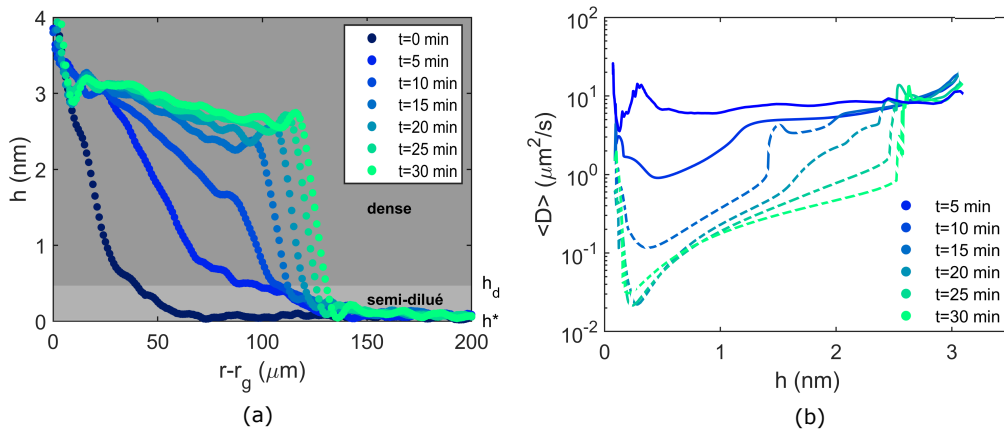 4
3
2
1
0
h (nm)
0
50
100
150
200
r-r_g (μm)
t=0 min
t=5 min
t=10 min
t=15 min
t=20 min
t=25 min
t=30 min
dense
semi-dilué
h_d
h*
(a)
10^2
10^1
10^0
10^-1
10^-2
<D> (μm^2/s)
0
1
2
3
h (nm)
t=5 min
t=10 min
t=15 min
t=20 min
t=25 min
t=30 min
(b)